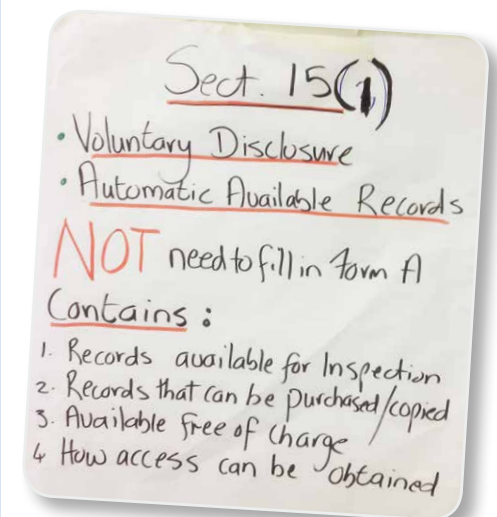 Sect. 15(1)
• Voluntary Disclosure
• Automatic Available Records
NOT need to fill in Form A
Contains :
1. Records available for Inspection
2. Records that can be purchased/copied
3. Available free of charge
4 How access can be obtained